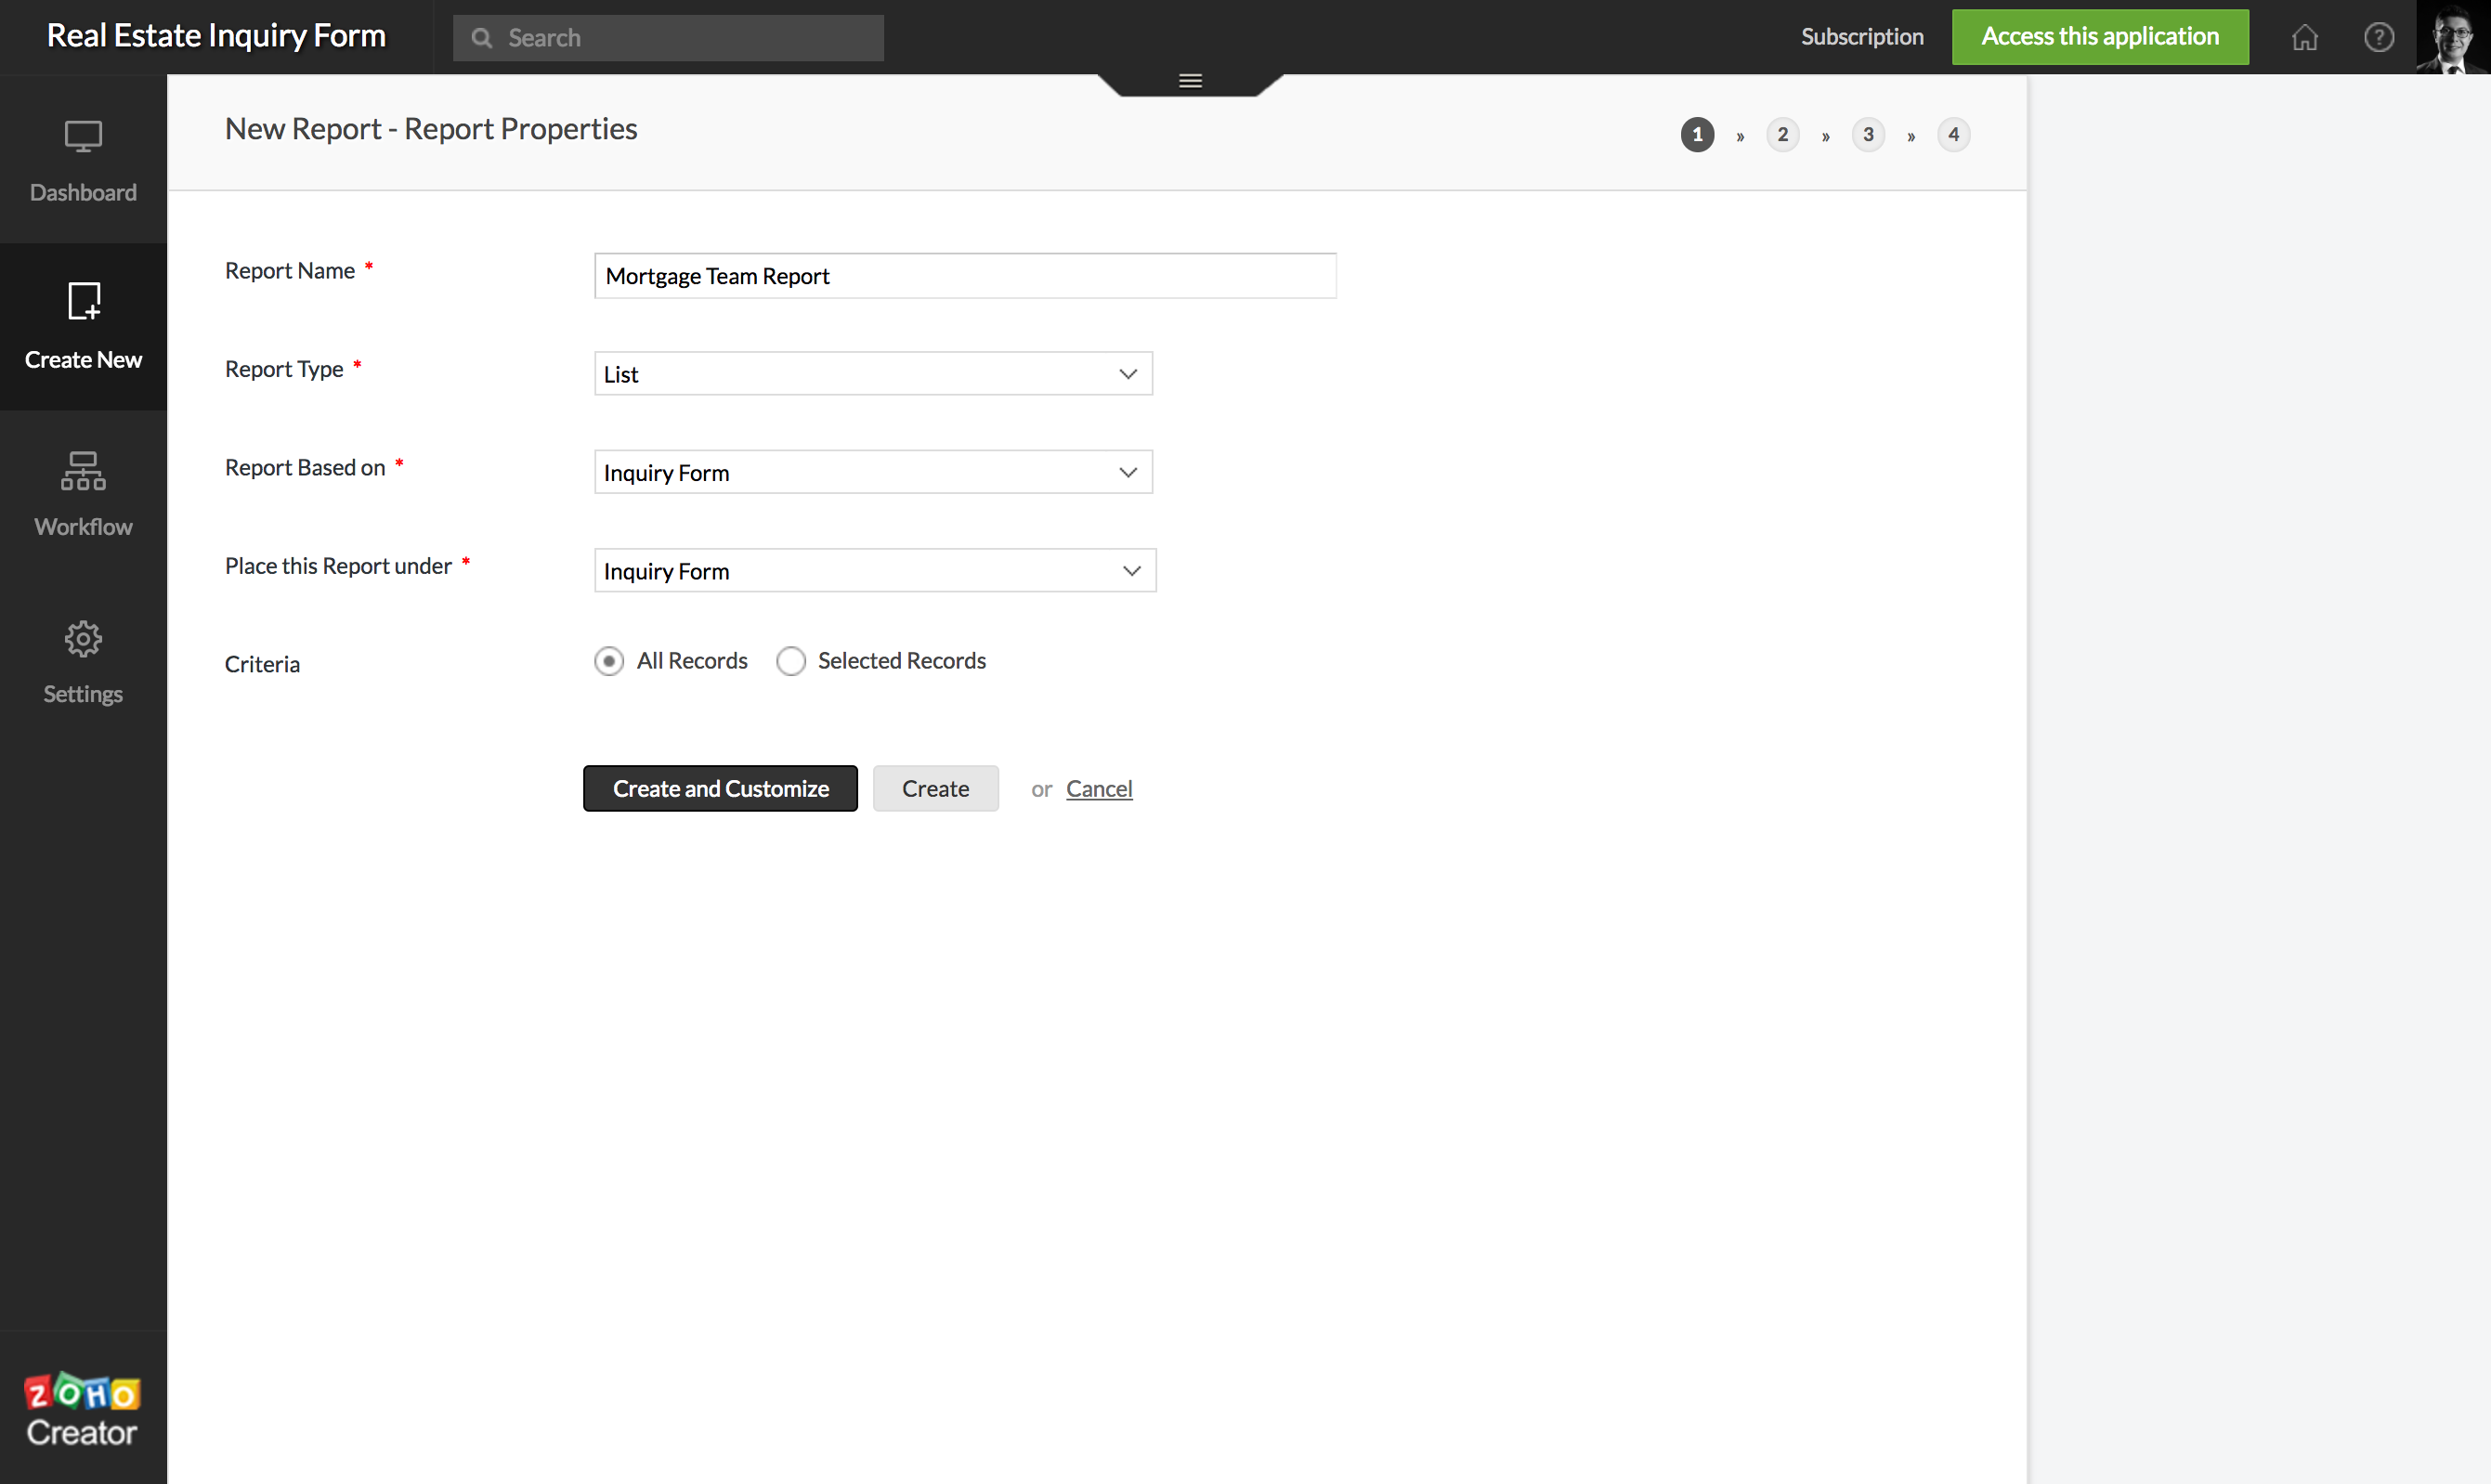 Real Estate Inquiry Form
Search
Subscription
Access this application
?
New Report - Report Properties
1 » 2 » 3 » 4
Dashboard
Create New
Workflow
Settings
Report Name *
Mortgage Team Report
Report Type *
List
Report Based on *
Inquiry Form
Place this Report under *
Inquiry Form
Criteria
All Records
Selected Records
Create and Customize
Create
or Cancel
ZOHO
Creator